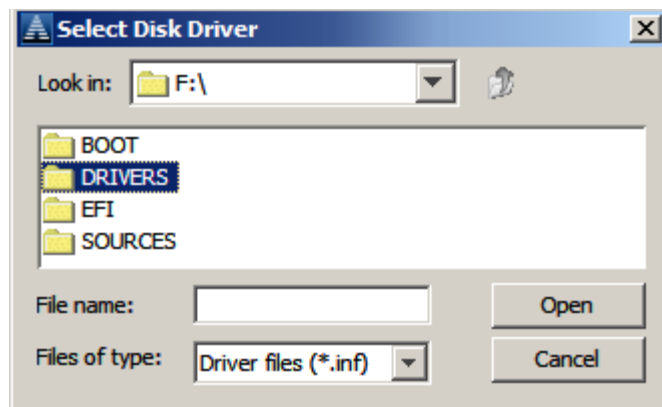 Select Disk Driver
Look in: F:\
BOOT
DRIVERS
EFI
SOURCES
File name: Open
Files of type: Driver files (*.inf) Cancel